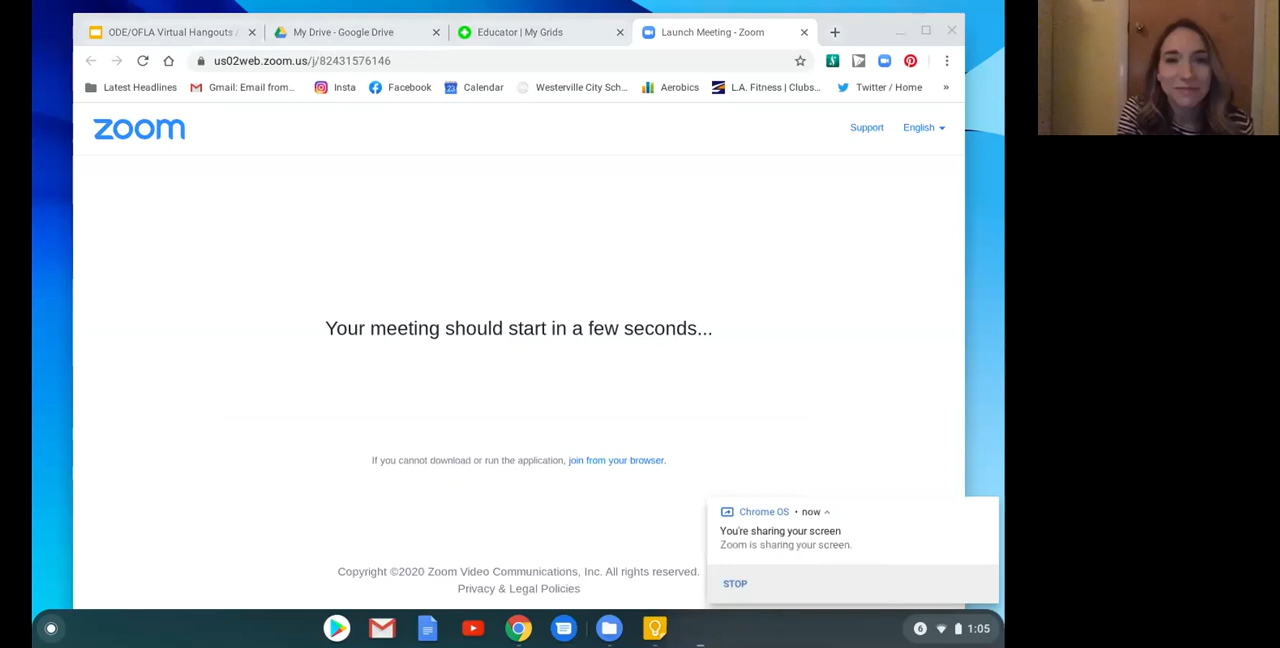 ODE/OFLA Virtual Hangouts /
My Drive - Google Drive
Educator | My Grids
Launch Meeting - Zoom
us02web.zoom.us/j/82431576146
Latest Headlines
Gmail: Email from...
Insta
Facebook
23
Calendar
Westerville City Sch...
Aerobics
L.A. Fitness | Clubs...
Twitter / Home
»
zoom
Support
English
Your meeting should start in a few seconds...
If you cannot download or run the application, join from your browser.
Chrome OS • now
You're sharing your screen
Zoom is sharing your screen.
STOP
Copyright ©2020 Zoom Video Communications, Inc. All rights reserved.
Privacy & Legal Policies
6
1:05